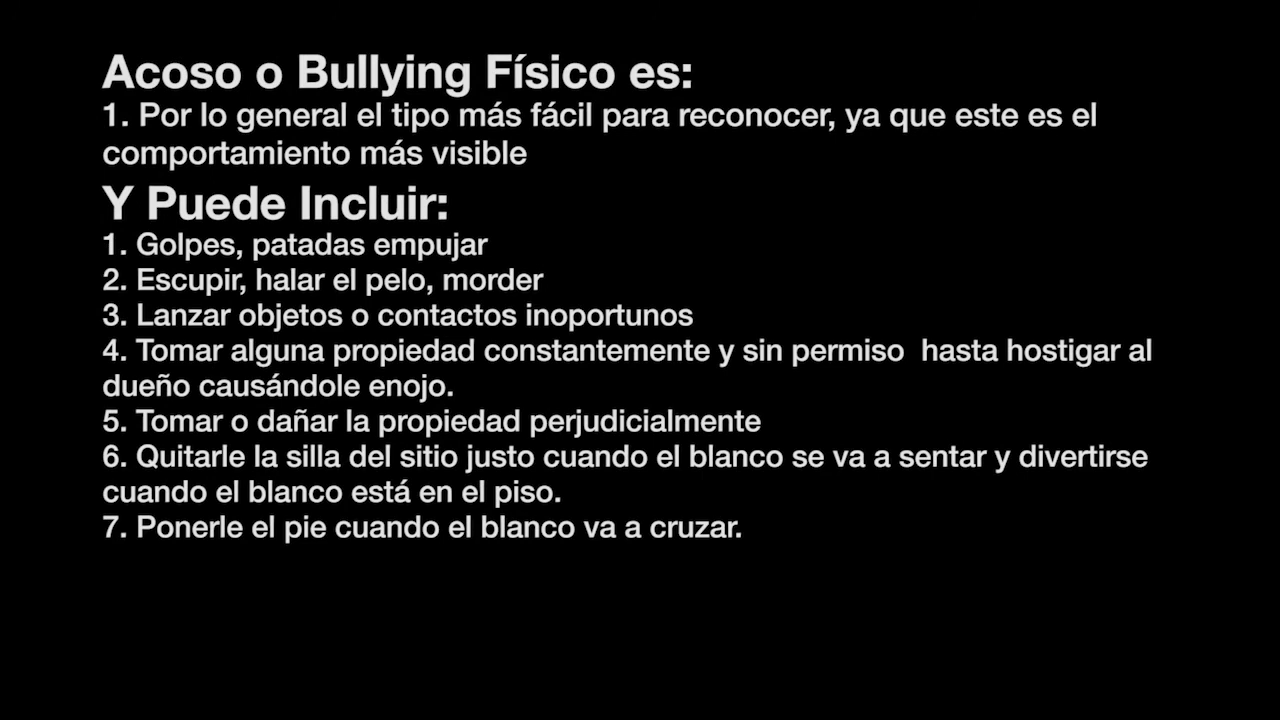 Acoso o Bullying Físico es:
1. Por lo general el tipo más fácil para reconocer, ya que este es el
comportamiento más visible
Y Puede Incluir:
1. Golpes, patadas empujar
2. Escupir, halar el pelo, morder
3. Lanzar objetos o contactos inoportunos
4. Tomar alguna propiedad constantemente y sin permiso  hasta hostigar al
dueño causándole enojo.
5. Tomar o dañar la propiedad perjudicialmente
6. Quitarle la silla del sitio justo cuando el blanco se va a sentar y divertirse
cuando el blanco está en el piso.
7. Ponerle el pie cuando el blanco va a cruzar.